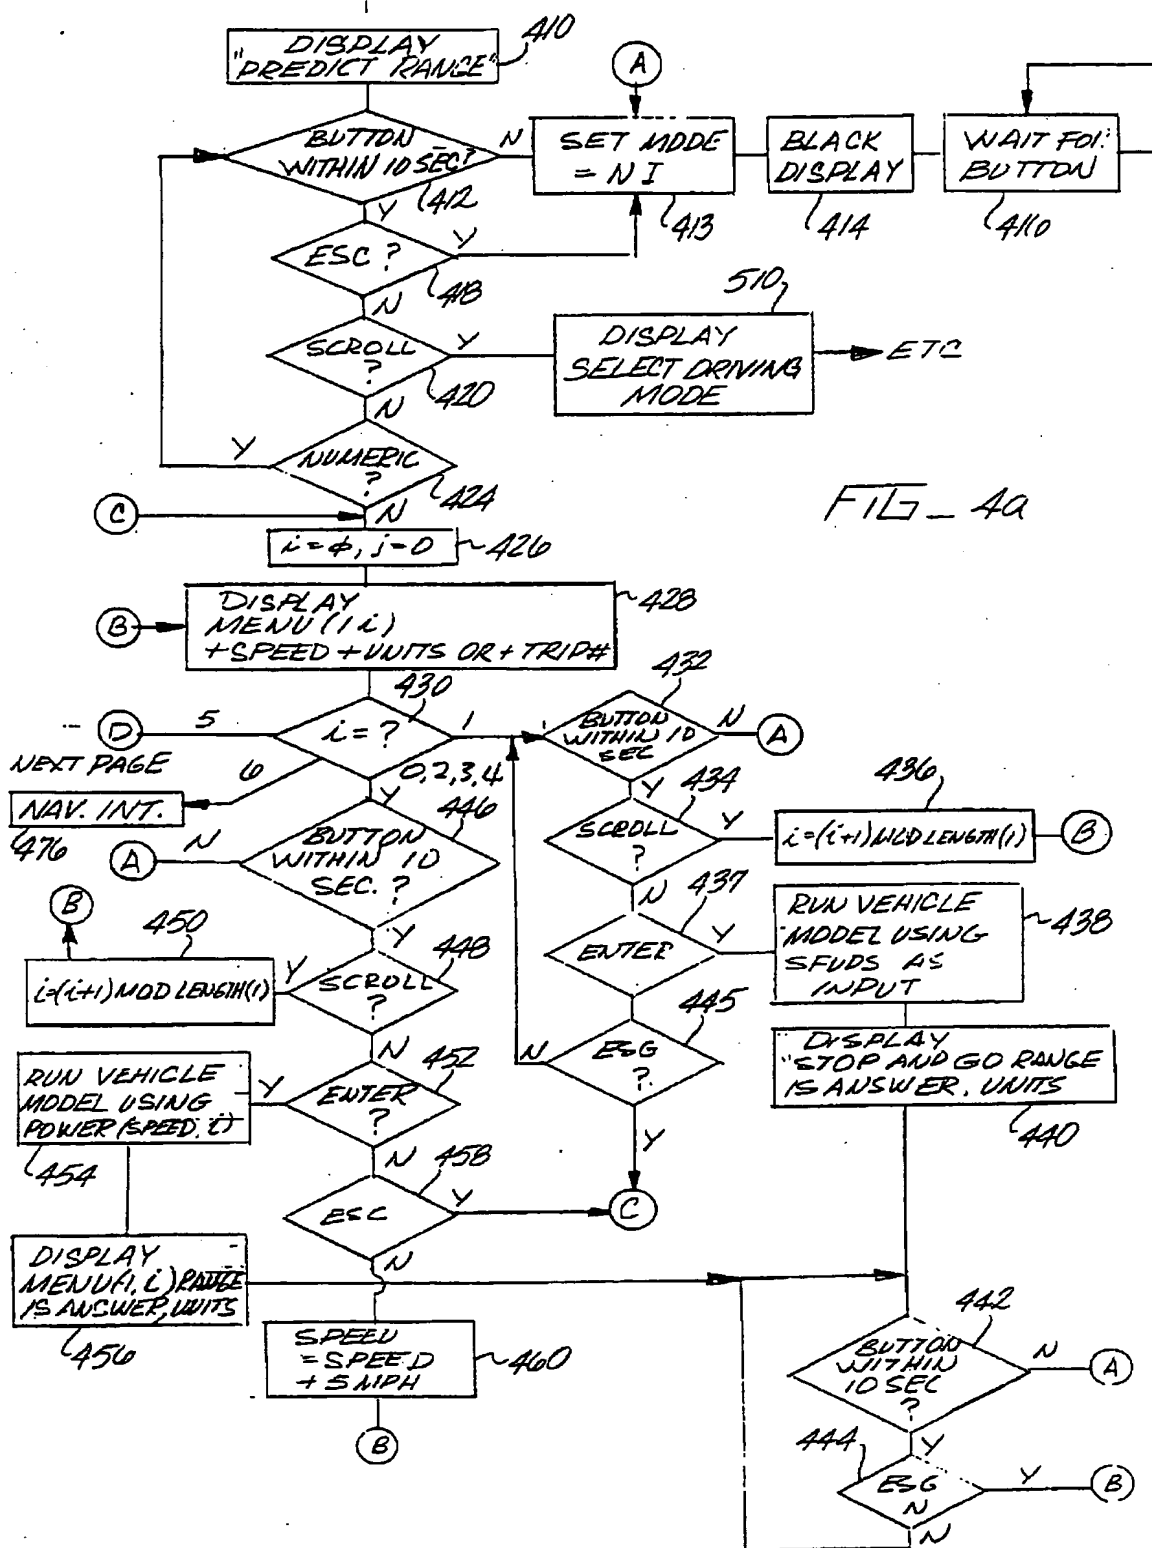 DISPLAY
"PREDICT RANGE"
410
A
BUTTON
WITHIN 10 SEC?
412
N
SET MODE
= NI
413
BLACK
DISPLAY
414
WAIT FOR
BUTTON
416
Y
ESC ?
418
Y
N
SCROLL
?
420
Y
510
DISPLAY
SELECT DRIVING
MODE
ETC
N
Y
NUMERIC
?
424
N
C
FIG_4a
i=φ, j=0
426
B
DISPLAY
MENU(1i)
+SPEED+UNITS OR+TRIP#
428
430
D
5
i=?
1
NEXT PAGE
6
0,2,3,4
NAV. INT.
476
432
BUTTON
WITHIN 10
SEC
N
A
Y
434
SCROLL
?
Y
436
i=(i+1)MOD LENGTH(1)
B
N
437
ENTER
Y
RUN VEHICLE
MODEL USING
SFUDS AS
INPUT
438
445
N
ESG
?
Y
C
DISPLAY
"STOP AND GO RANGE
IS ANSWER, UNITS
440
Y
446
A
N
BUTTON
WITHIN 10
SEC. ?
Y
B
450
i=(i+1)MOD LENGTH(1)
Y
448
SCROLL
?
N
RUN VEHICLE
MODEL USING
POWER(SPEED, i)
454
Y
452
ENTER
?
N
458
ESC
Y
N
DISPLAY
MENU(1,i) RANGE
IS ANSWER, UNITS
456
SPEED
=SPEED
+5MPH
460
B
442
BUTTON
WITHIN
10 SEC
?
N
A
Y
444
ESG
N
Y
B
N